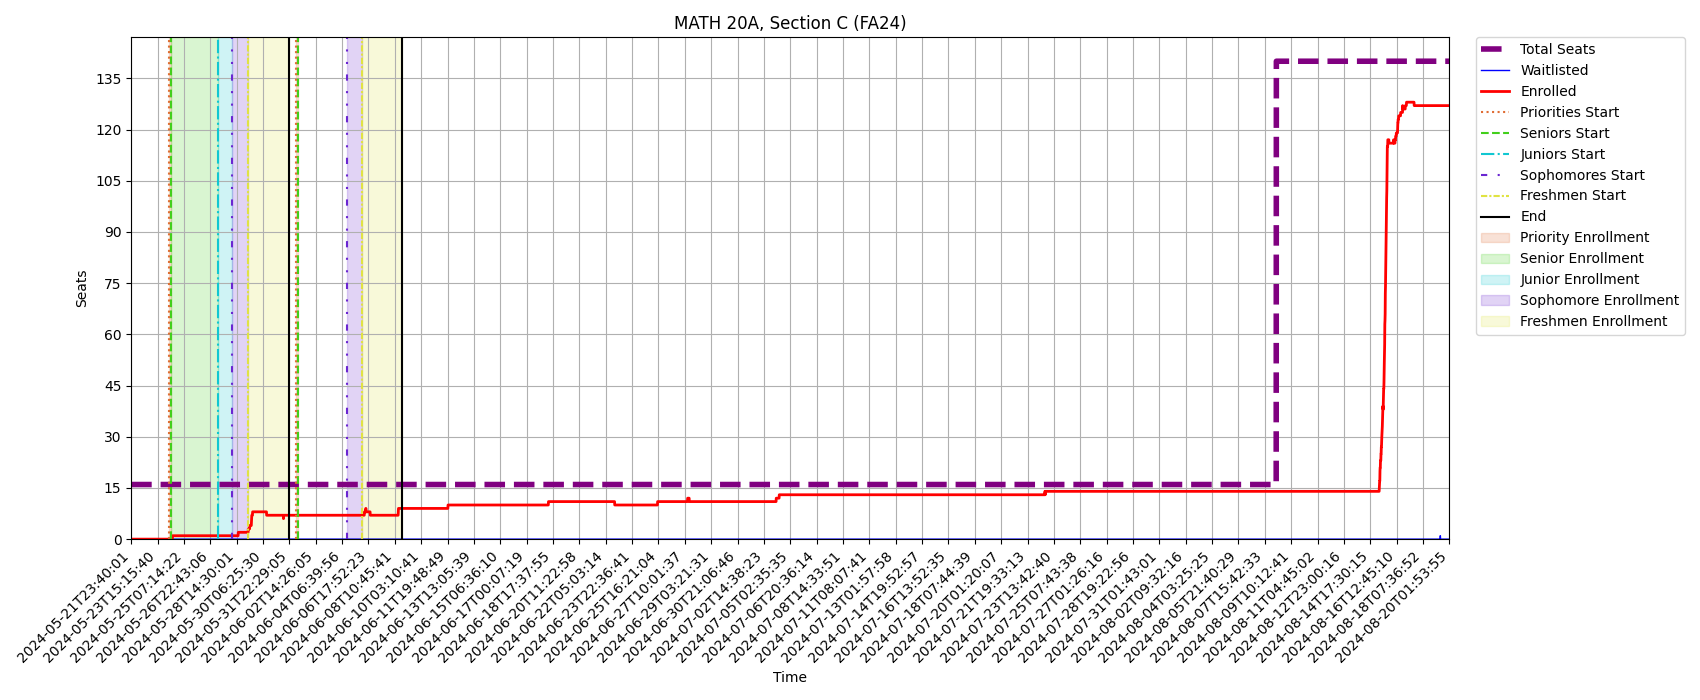 MATH 20A, Section C (FA24)
Seats
135
120
105
90
75
60
45
30
15
0
2024-05-21T23:40:01
2024-05-23T15:15:40
2024-05-25T07:14:22
2024-05-26T22:43:06
2024-05-28T14:30:01
2024-05-30T06:25:30
2024-05-31T22:29:05
2024-06-02T14:26:05
2024-06-04T06:39:56
2024-06-06T17:52:23
2024-06-08T10:45:41
2024-06-10T03:10:41
2024-06-11T19:48:49
2024-06-13T13:05:39
2024-06-15T06:36:10
2024-06-17T00:07:19
2024-06-18T17:37:55
2024-06-20T11:22:58
2024-06-22T05:03:14
2024-06-23T22:36:41
2024-06-25T16:21:04
2024-06-27T10:01:37
2024-06-29T03:21:31
2024-06-30T21:06:46
2024-07-02T14:38:23
2024-07-05T02:35:35
2024-07-06T20:36:14
2024-07-08T14:33:51
2024-07-11T08:07:41
2024-07-13T01:57:58
2024-07-14T19:52:57
2024-07-16T13:52:35
2024-07-18T07:44:39
2024-07-20T01:20:07
2024-07-21T19:33:13
2024-07-23T13:42:40
2024-07-25T07:43:38
2024-07-27T01:26:16
2024-07-28T19:22:56
2024-07-31T01:43:01
2024-08-02T09:32:16
2024-08-04T03:25:25
2024-08-05T21:40:29
2024-08-07T15:42:33
2024-08-09T10:12:41
2024-08-11T04:45:02
2024-08-12T23:00:16
2024-08-14T17:30:15
2024-08-16T12:45:10
2024-08-18T07:36:52
2024-08-20T01:53:55
Time
Total Seats
Waitlisted
Enrolled
Priorities Start
Seniors Start
Juniors Start
Sophomores Start
Freshmen Start
End
Priority Enrollment
Senior Enrollment
Junior Enrollment
Sophomore Enrollment
Freshmen Enrollment